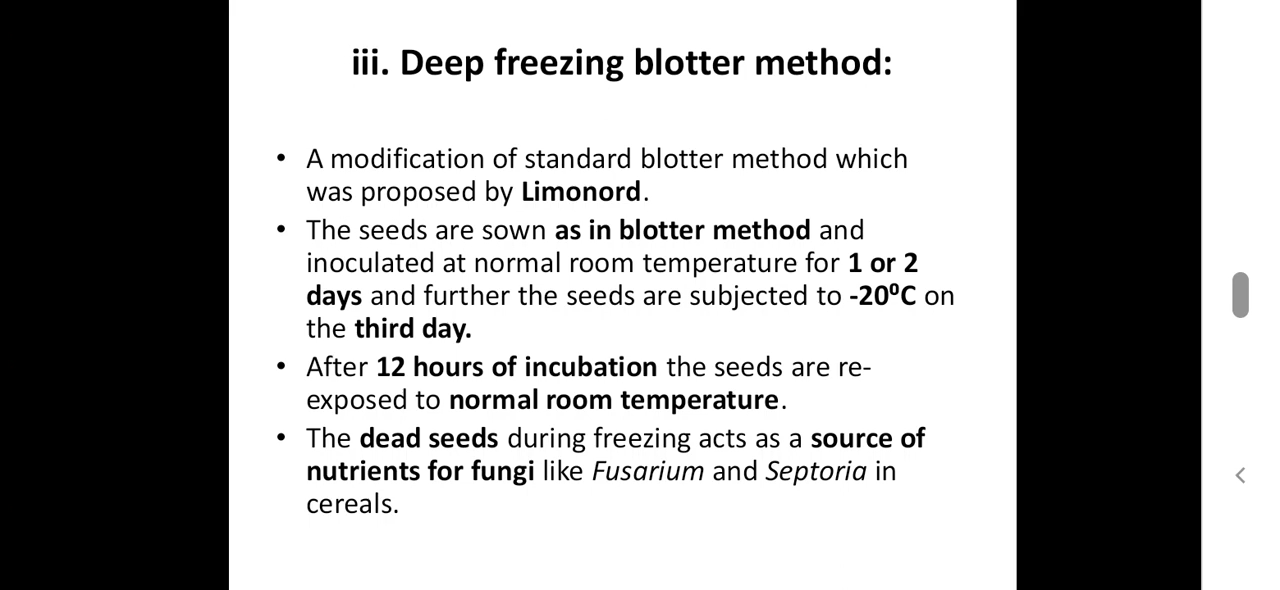 iii. Deep freezing blotter method:
• A modification of standard blotter method which
was proposed by Limonord.
• The seeds are sown as in blotter method and
inoculated at normal room temperature for 1 or 2
days and further the seeds are subjected to -20⁰C on
the third day.
• After 12 hours of incubation the seeds are re-
exposed to normal room temperature.
• The dead seeds during freezing acts as a source of
nutrients for fungi like Fusarium and Septoria in
cereals.